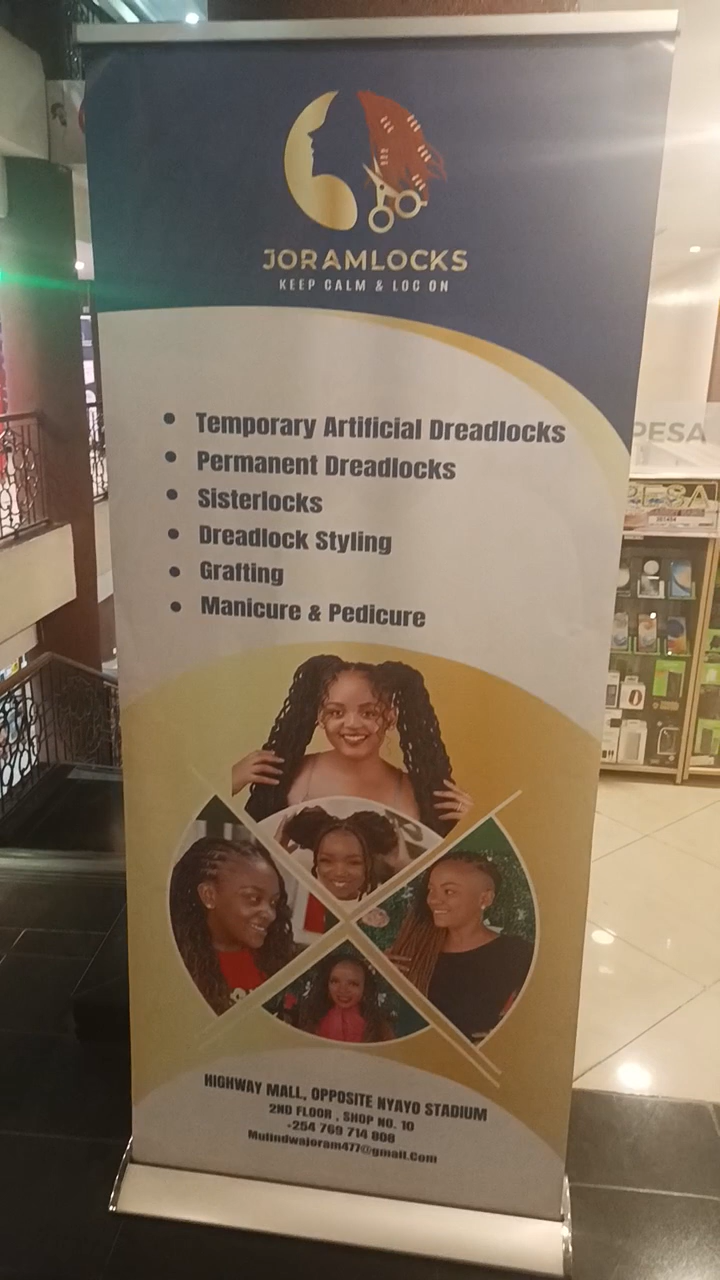 JORAMLOCKS
KEEP CALM & LOC ON
• Temporary Artificial Dreadlocks
• Permanent Dreadlocks
• Sisterlocks
• Dreadlock Styling
• Grafting
• Manicure & Pedicure
PESA
HIGHWAY MALL, OPPOSITE NYAYO STADIUM
2ND FLOOR , SHOP NO. 10
-254 769 714 808
Mulindwajoram477@gmail.com